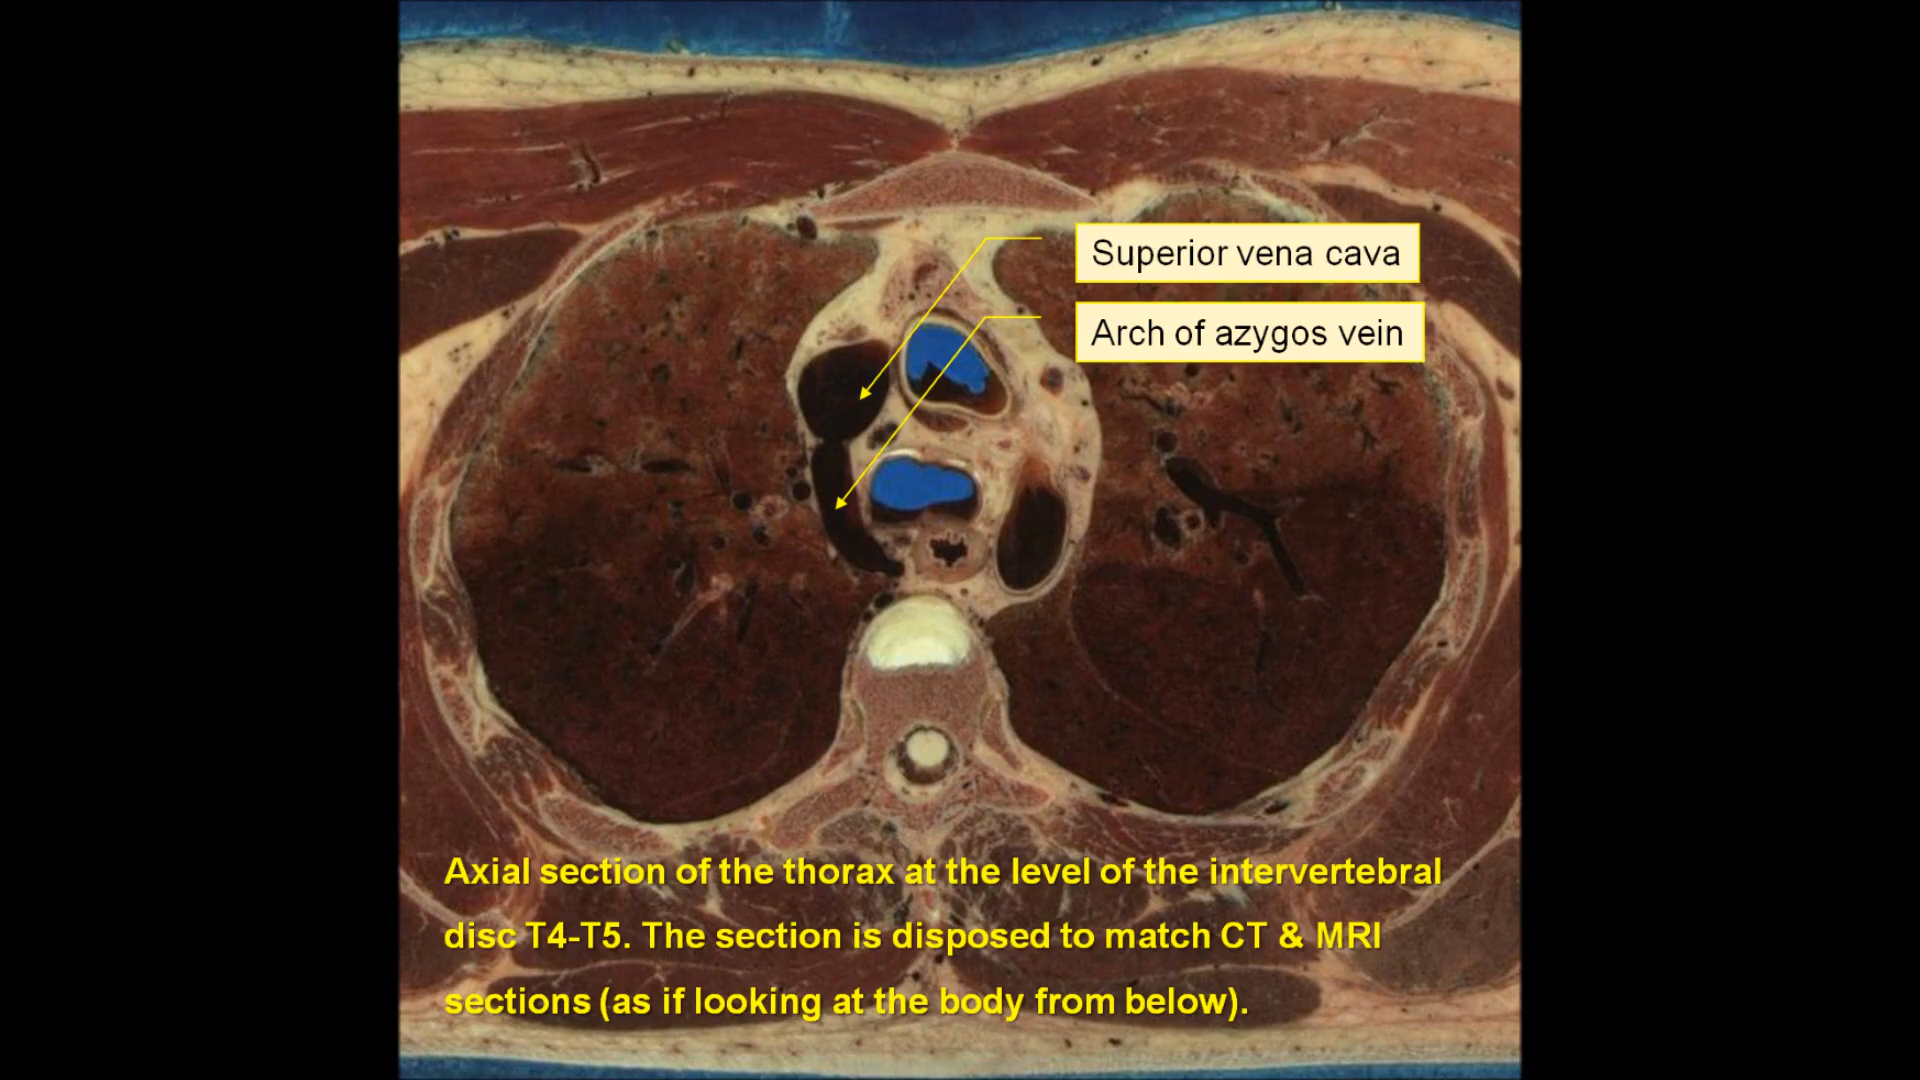 Superior vena cava
Arch of azygos vein
Axial section of the thorax at the level of the intervertebral
disc T4-T5. The section is disposed to match CT & MRI
sections (as if looking at the body from below).